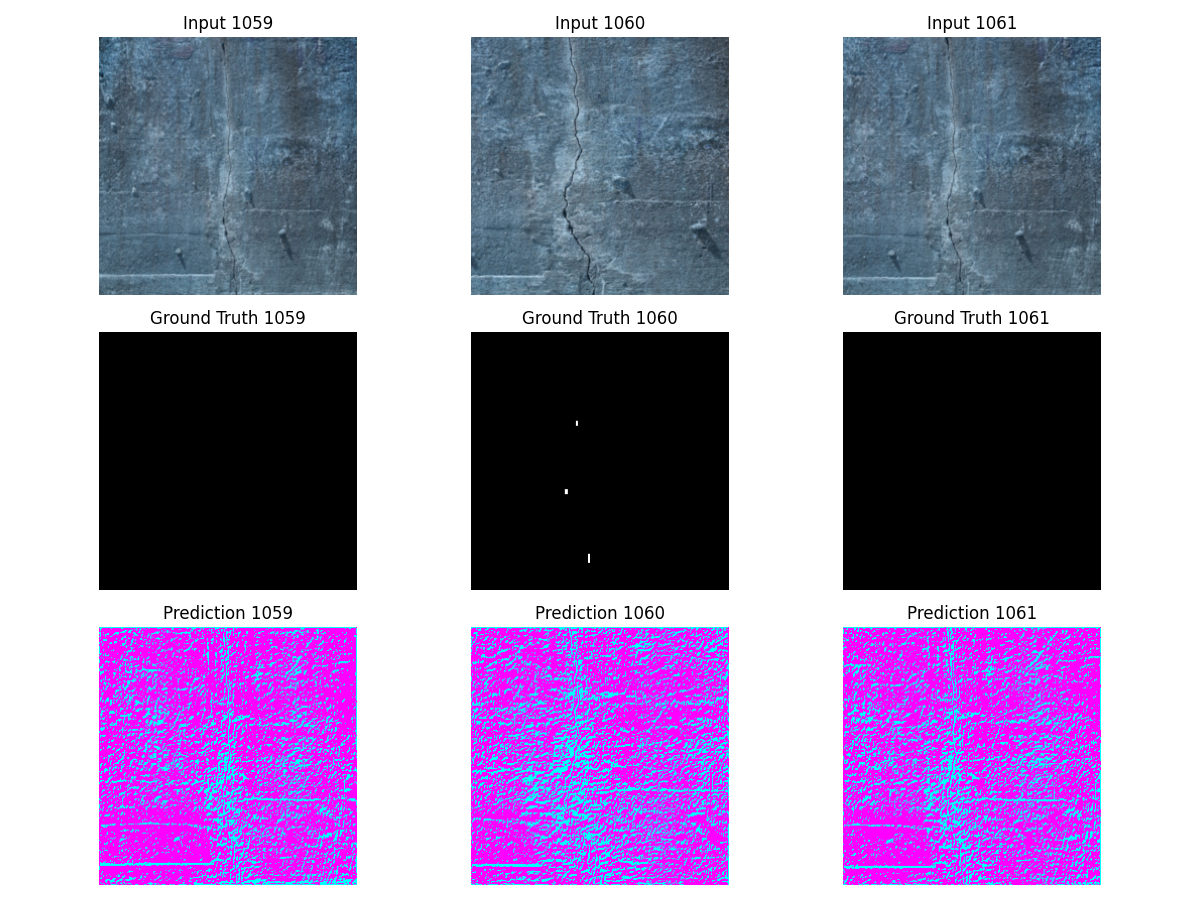 Input 1059
Input 1060
Input 1061
Ground Truth 1059
Ground Truth 1060
Ground Truth 1061
Prediction 1059
Prediction 1060
Prediction 1061